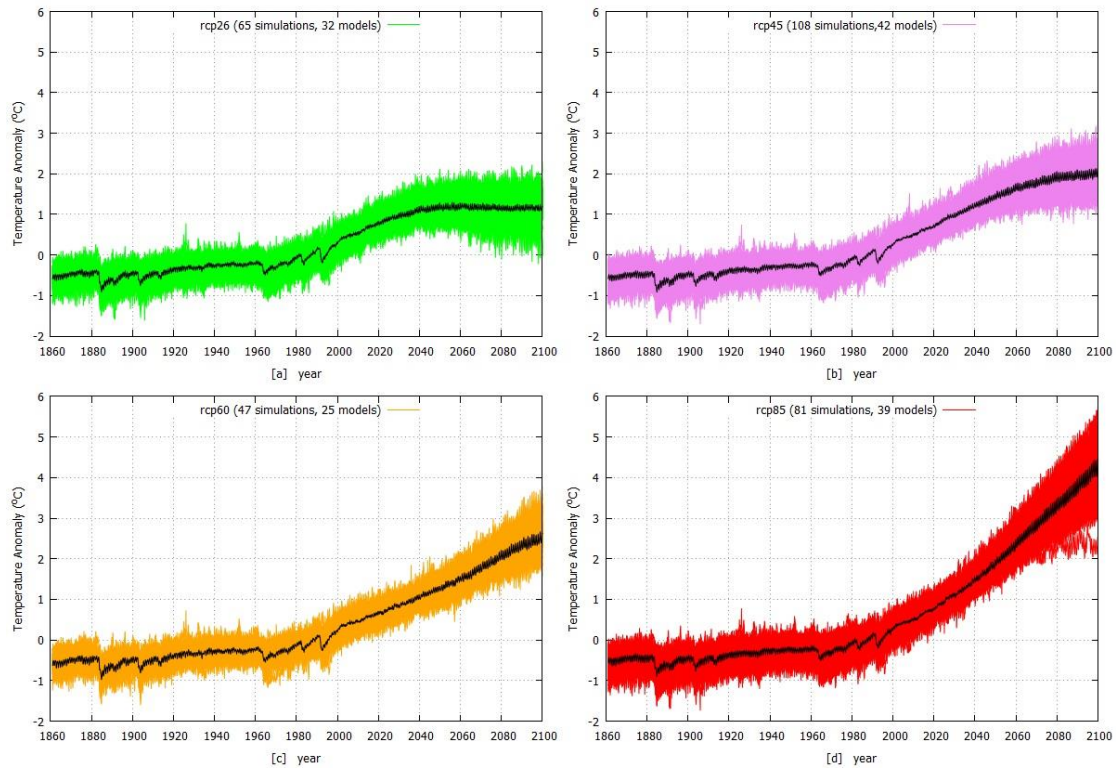 rcp26 (65 simulations, 32 models)
6
5
4
3
2
1
0
-1
-2
Temperature Anomaly (⁰C)
1860 1880 1900 1920 1940 1960 1980 2000 2020 2040 2060 2080 2100
[a] year
rcp45 (108 simulations,42 models)
6
5
4
3
2
1
0
-1
-2
Temperature Anomaly (⁰C)
1860 1880 1900 1920 1940 1960 1980 2000 2020 2040 2060 2080 2100
[b] year
rcp60 (47 simulations, 25 models)
6
5
4
3
2
1
0
-1
-2
Temperature Anomaly (⁰C)
1860 1880 1900 1920 1940 1960 1980 2000 2020 2040 2060 2080 2100
[c] year
rcp85 (81 simulations, 39 models)
6
5
4
3
2
1
0
-1
-2
Temperature Anomaly (⁰C)
1860 1880 1900 1920 1940 1960 1980 2000 2020 2040 2060 2080 2100
[d] year